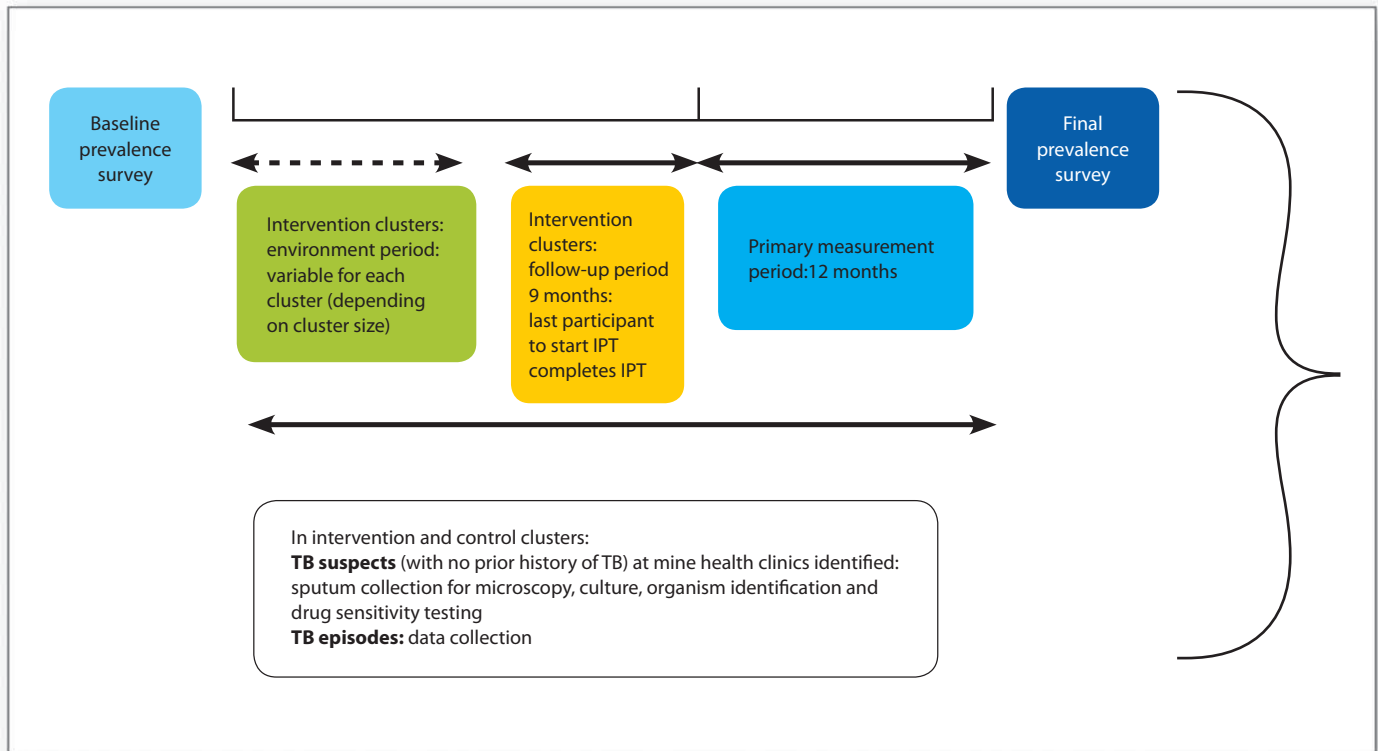 Baseline
prevalence
survey
Final
prevalence
survey
Intervention clusters:
environment period:
variable for each
cluster (depending
on cluster size)
Intervention
clusters:
follow-up period
9 months:
last participant
to start IPT
completes IPT
Primary measurement
period:12 months
In intervention and control clusters:
TB suspects (with no prior history of TB) at mine health clinics identified:
sputum collection for microscopy, culture, organism identification and
drug sensitivity testing
TB episodes: data collection